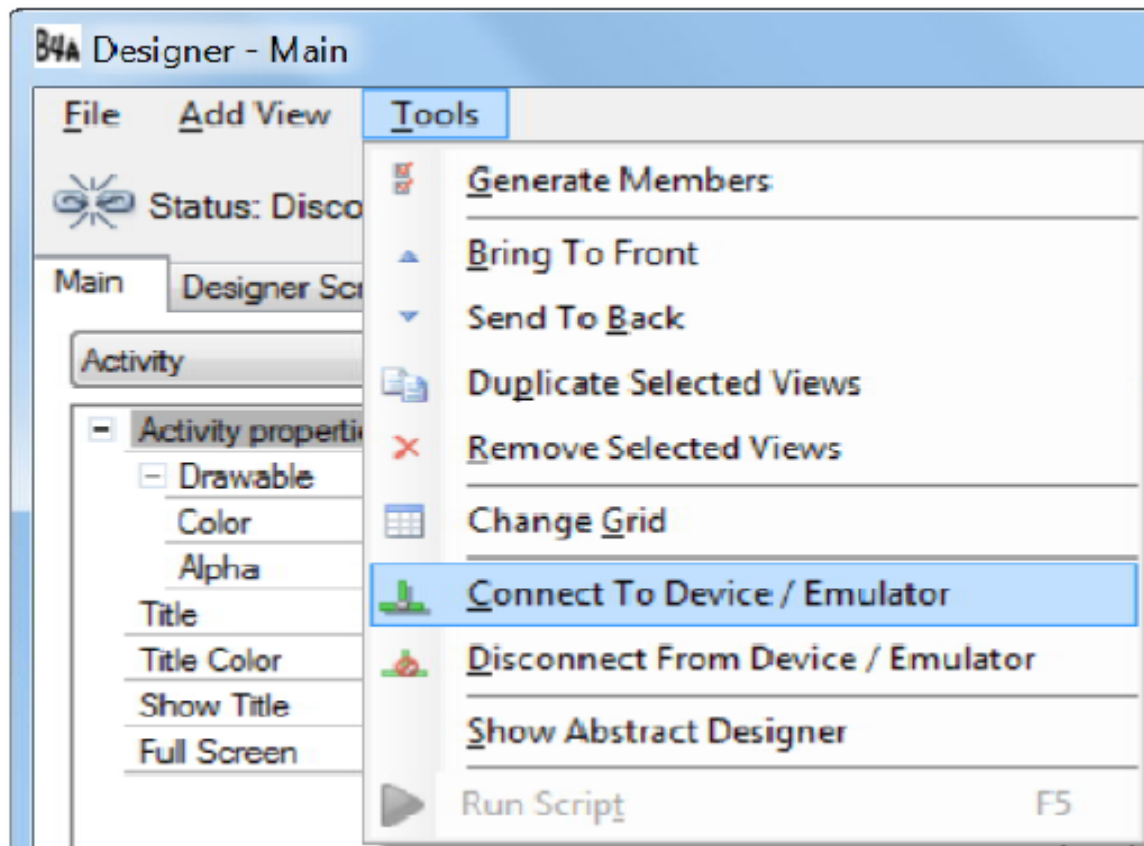 B4A Designer - Main
File Add View Tools
Generate Members
Status: Disco
Bring To Front
Main Designer Scr
Send To Back
Activity
Duplicate Selected Views
Activity properti
Remove Selected Views
Drawable
Color
Change Grid
Alpha
Connect To Device / Emulator
Title
Title Color
Disconnect From Device / Emulator
Show Title
Show Abstract Designer
Full Screen
Run Script F5